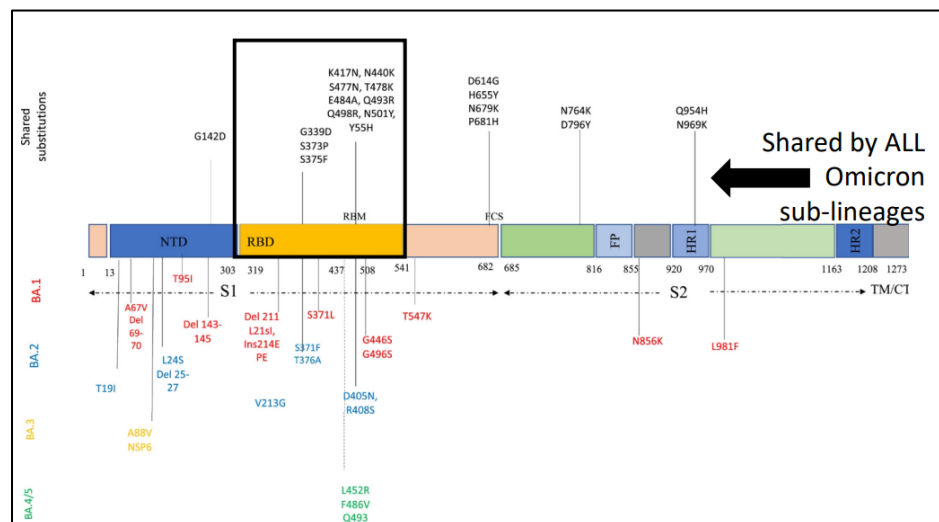 Shared
substitutions
G142D
G339D
S373P
S375F
K417N, N440K
S477N, T478K
E484A, Q493R
Q498R, N501Y,
Y55H
D614G
H655Y
N679K
P681H
N764K
D796Y
Q954H
N969K
Shared by ALL
Omicron
sub-lineages
RBM
FCS
NTD
RBD
FP
HR1
HR2
1 13 303 319 437 508 541 682 685 816 855 920 970 1163 1208 1273
S1
S2
TM/CT
BA.1
T95I
A67V
Del
69-
70
Del 143-
145
Del 211
L21sI,
Ins214E
PE
S371L
G446S
G496S
T547K
N856K
L981F
BA.2
T19I
L24S
Del 25-
27
V213G
S371F
T376A
D405N,
R408S
BA.3
A88V
NSP6
BA.4/5
L452R
F486V
Q493